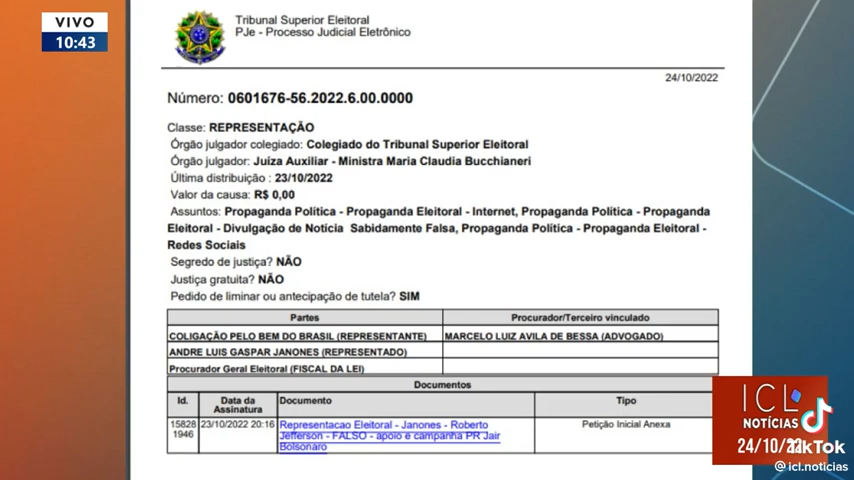 VIVO
10:43
Tribunal Superior Eleitoral
PJe - Processo Judicial Eletrônico
24/10/2022
Número: 0601676-56.2022.6.00.0000
Classe: REPRESENTAÇÃO
Órgão julgador colegiado: Colegiado do Tribunal Superior Eleitoral
Órgão julgador: Juíza Auxiliar - Ministra Maria Claudia Bucchianeri
Última distribuição : 23/10/2022
Valor da causa: R$ 0,00
Assuntos: Propaganda Política - Propaganda Eleitoral - Internet, Propaganda Política - Propaganda
Eleitoral - Divulgação de Notícia Sabidamente Falsa, Propaganda Política - Propaganda Eleitoral -
Redes Sociais
Segredo de justiça? NÃO
Justiça gratuita? NÃO
Pedido de liminar ou antecipação de tutela? SIM
Partes Procurador/Terceiro vinculado
COLIGAÇÃO PELO BEM DO BRASIL (REPRESENTANTE) MARCELO LUIZ AVILA DE BESSA (ADVOGADO)
ANDRE LUIS GASPAR JANONES (REPRESENTADO)
Procurador Geral Eleitoral (FISCAL DA LEI)
Documentos
Id. Data da Assinatura Documento Tipo
15828 23/10/2022 20:16 Representacao Eleitoral - Janones - Roberto Petição Inicial Anexa
1946 Jefferson - FALSO - apoio e campanha PR Jair
Bolsonaro
ICL
NOTÍCIAS
24/10/22
TikTok
@icl.noticias